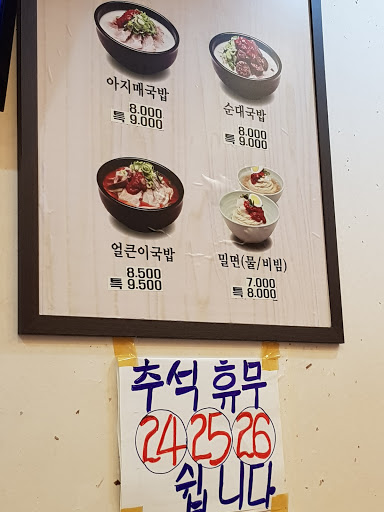 아지매국밥
8.000
특 9.000
순대국밥
8.000
특 9.000
얼큰이국밥
8.500
특 9.500
밀면(물/비빔)
7.000
특 8.000
추석 휴무
24 25 26
쉽니다